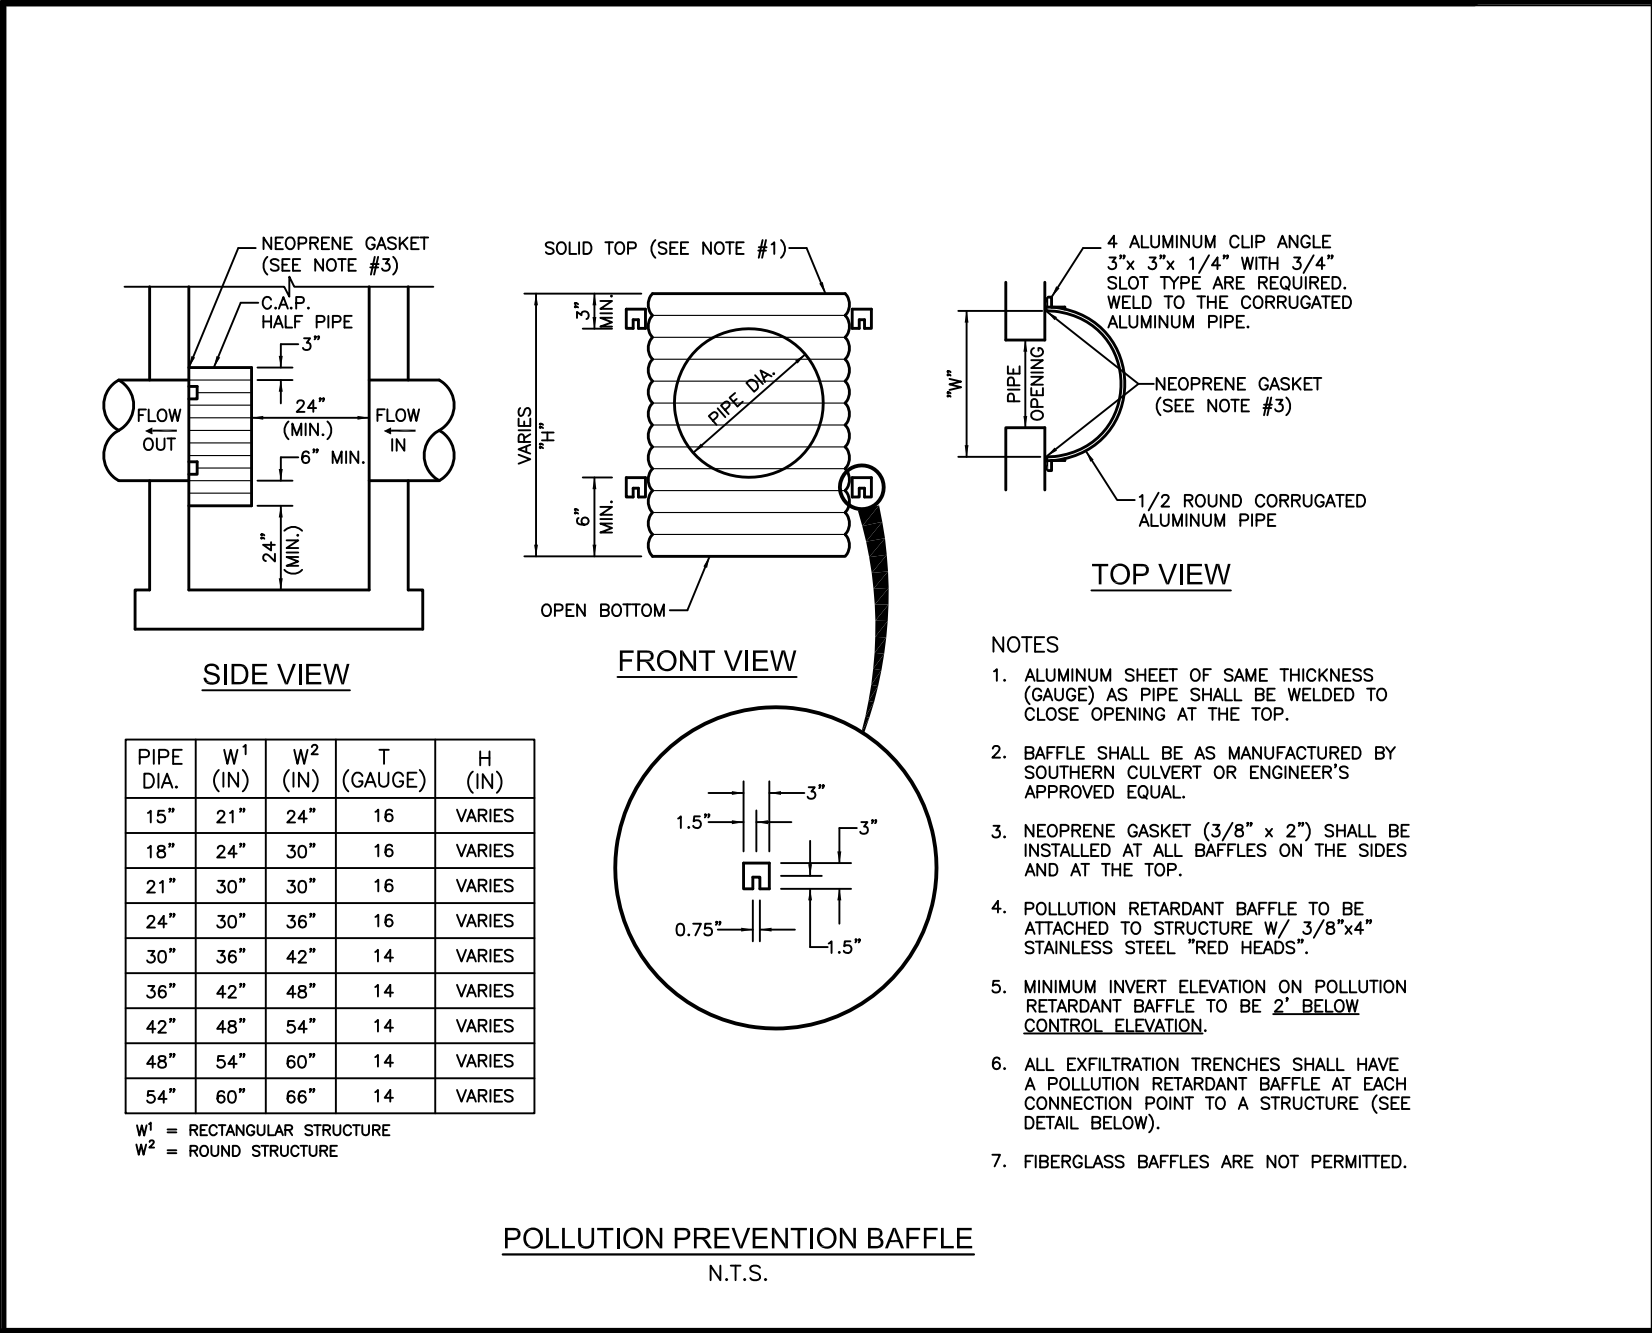 NEOPRENE GASKET
(SEE NOTE #3)
C.A.P.
HALF PIPE
3"
24"
(MIN.)
FLOW
OUT
FLOW
IN
6" MIN.
24"
(MIN.)
SIDE VIEW
SOLID TOP (SEE NOTE #1)
3"
MIN.
PIPE DIA.
VARIES
"H"
6"
MIN.
OPEN BOTTOM
FRONT VIEW
4 ALUMINUM CLIP ANGLE
3"x 3"x 1/4" WITH 3/4"
SLOT TYPE ARE REQUIRED.
WELD TO THE CORRUGATED
ALUMINUM PIPE.
"W"
PIPE
OPENING
NEOPRENE GASKET
(SEE NOTE #3)
1/2 ROUND CORRUGATED
ALUMINUM PIPE
TOP VIEW
PIPE DIA. W¹ (IN) W² (IN) T (GAUGE) H (IN)
15" 21" 24" 16 VARIES
18" 24" 30" 16 VARIES
21" 30" 30" 16 VARIES
24" 30" 36" 16 VARIES
30" 36" 42" 14 VARIES
36" 42" 48" 14 VARIES
42" 48" 54" 14 VARIES
48" 54" 60" 14 VARIES
54" 60" 66" 14 VARIES
W¹ = RECTANGULAR STRUCTURE
W² = ROUND STRUCTURE
3"
1.5"
3"
0.75"
1.5"
NOTES
1. ALUMINUM SHEET OF SAME THICKNESS
(GAUGE) AS PIPE SHALL BE WELDED TO
CLOSE OPENING AT THE TOP.
2. BAFFLE SHALL BE AS MANUFACTURED BY
SOUTHERN CULVERT OR ENGINEER'S
APPROVED EQUAL.
3. NEOPRENE GASKET (3/8" x 2") SHALL BE
INSTALLED AT ALL BAFFLES ON THE SIDES
AND AT THE TOP.
4. POLLUTION RETARDANT BAFFLE TO BE
ATTACHED TO STRUCTURE W/ 3/8"x4"
STAINLESS STEEL "RED HEADS".
5. MINIMUM INVERT ELEVATION ON POLLUTION
RETARDANT BAFFLE TO BE 2' BELOW
CONTROL ELEVATION.
6. ALL EXFILTRATION TRENCHES SHALL HAVE
A POLLUTION RETARDANT BAFFLE AT EACH
CONNECTION POINT TO A STRUCTURE (SEE
DETAIL BELOW).
7. FIBERGLASS BAFFLES ARE NOT PERMITTED.
POLLUTION PREVENTION BAFFLE
N.T.S.